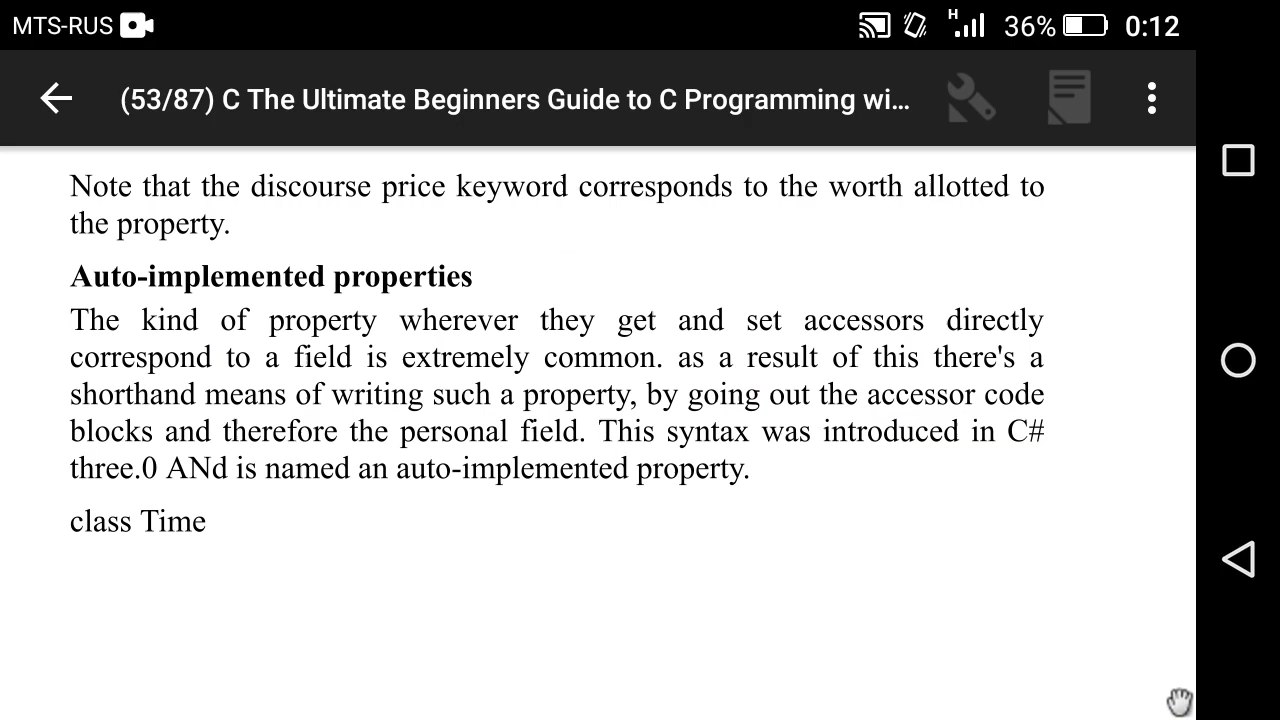 MTS-RUS H 36% 0:12
(53/87) C The Ultimate Beginners Guide to C Programming wi...
Note that the discourse price keyword corresponds to the worth allotted to
the property.
Auto-implemented properties
The kind of property wherever they get and set accessors directly
correspond to a field is extremely common. as a result of this there's a
shorthand means of writing such a property, by going out the accessor code
blocks and therefore the personal field. This syntax was introduced in C#
three.0 ANd is named an auto-implemented property.
class Time